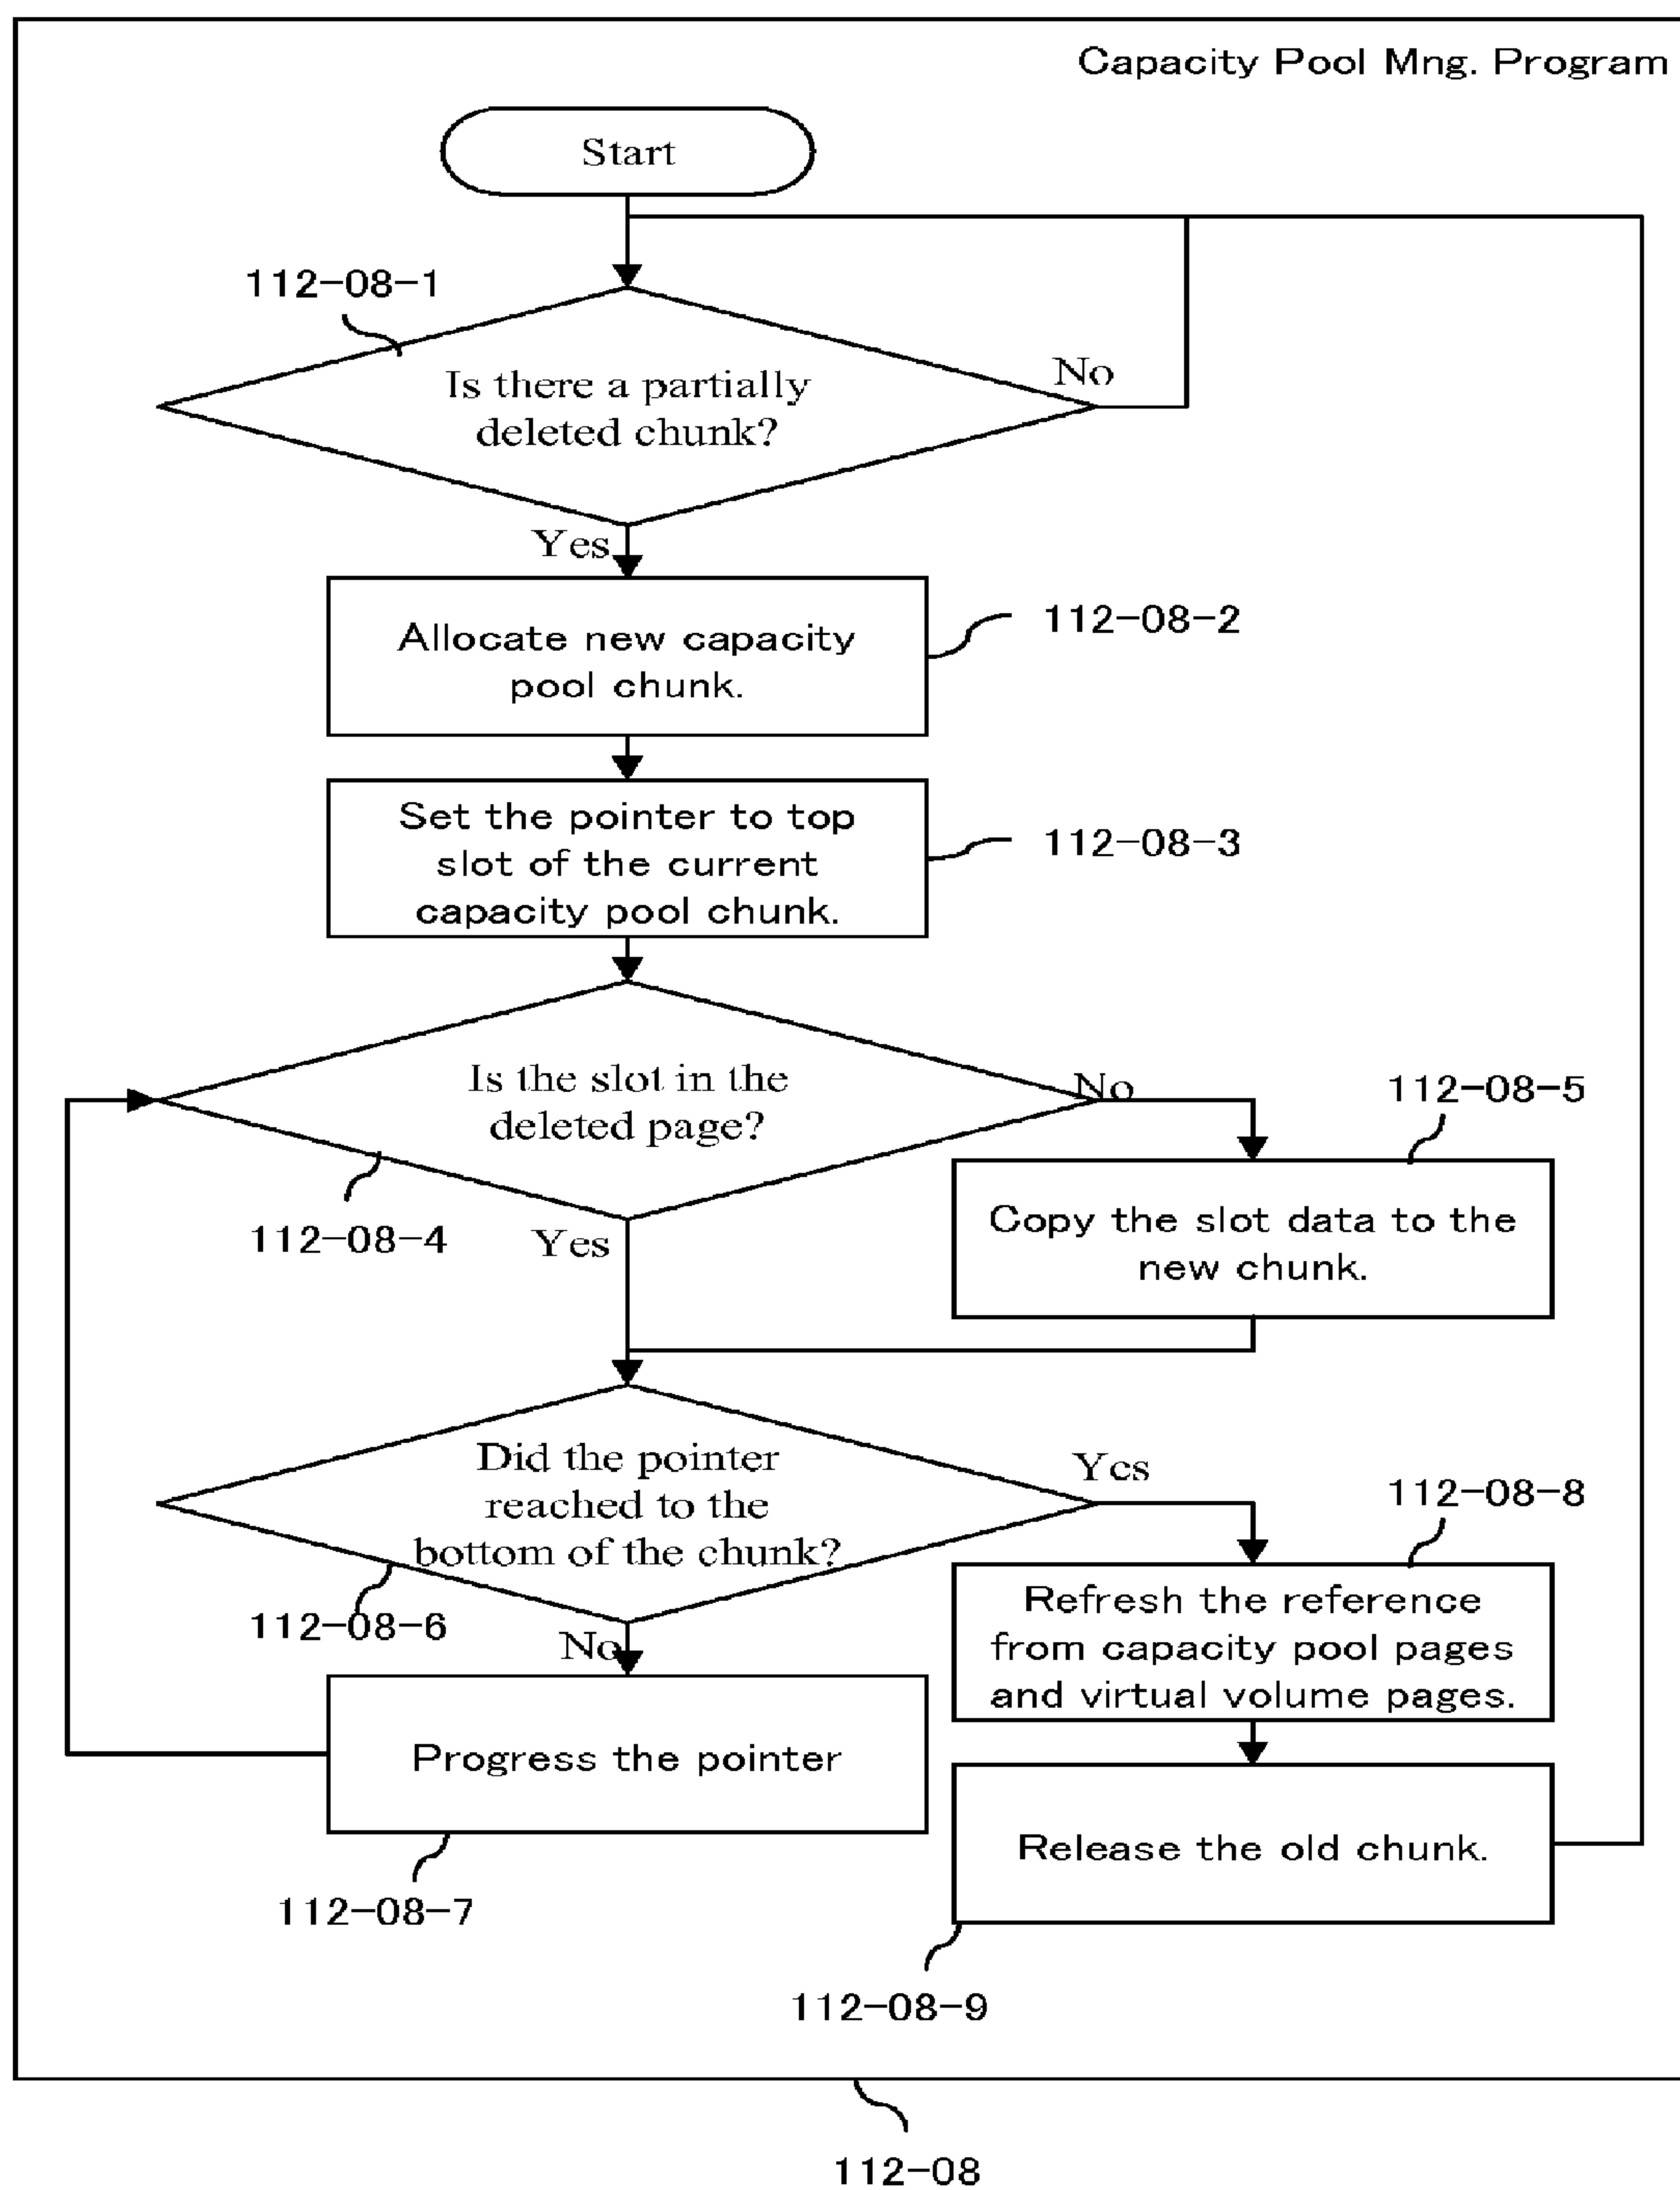 Capacity Pool Mng. Program
Start
112-08-1
Is there a partially
deleted chunk?
No
Yes
Allocate new capacity
pool chunk.
112-08-2
Set the pointer to top
slot of the current
capacity pool chunk.
112-08-3
Is the slot in the
deleted page?
No
112-08-5
112-08-4
Yes
Copy the slot data to the
new chunk.
Did the pointer
reached to the
bottom of the chunk?
Yes
112-08-8
112-08-6
No
Refresh the reference
from capacity pool pages
and virtual volume pages.
Progress the pointer
Release the old chunk.
112-08-7
112-08-9
112-08